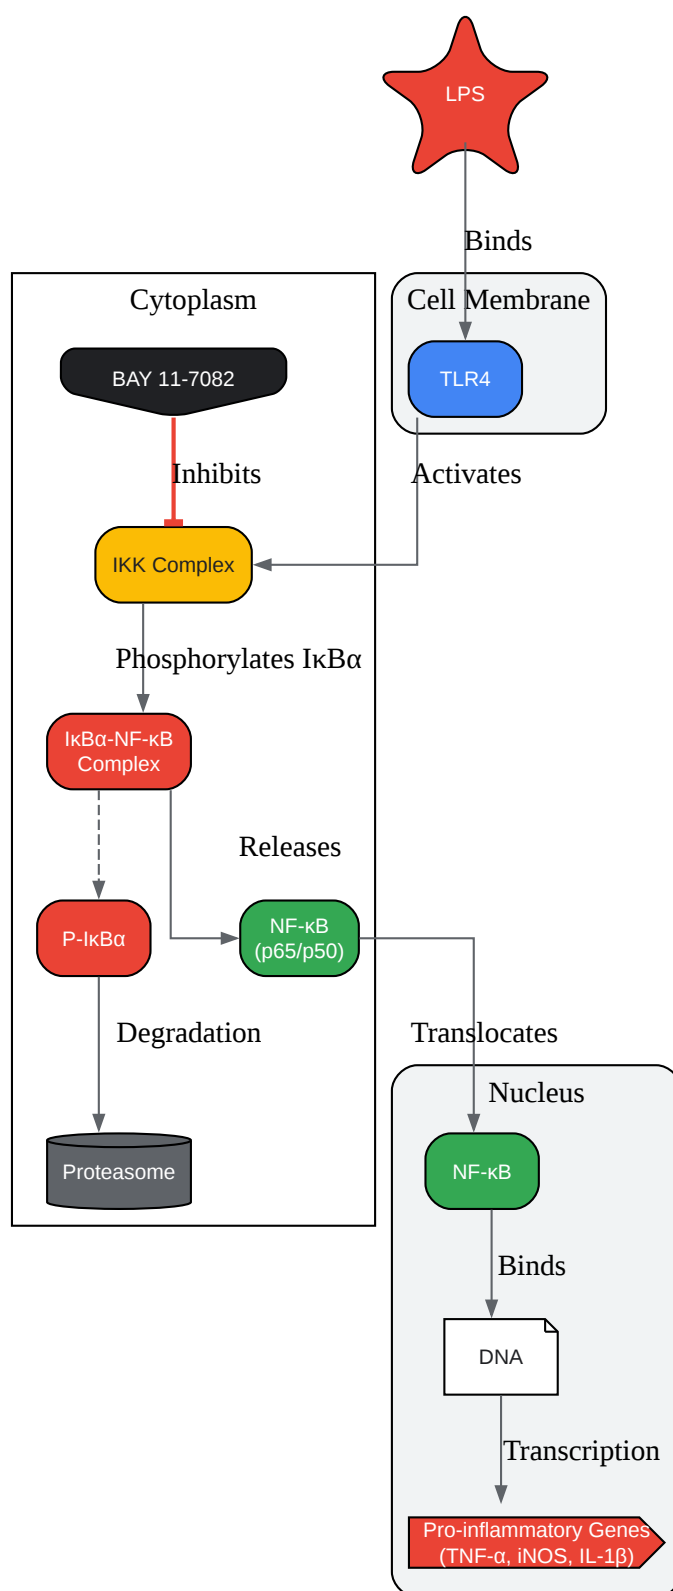 LPS
Binds
Cytoplasm
Cell Membrane
BAY 11-7082
TLR4
Inhibits
Activates
IKK Complex
Phosphorylates IκBα
IκBα-NF-κB
Complex
Releases
P-IκBα
NF-κB
(p65/p50)
Degradation
Translocates
Nucleus
Proteasome
NF-κB
Binds
DNA
Transcription
Pro-inflammatory Genes
(TNF-α, iNOS, IL-1β)